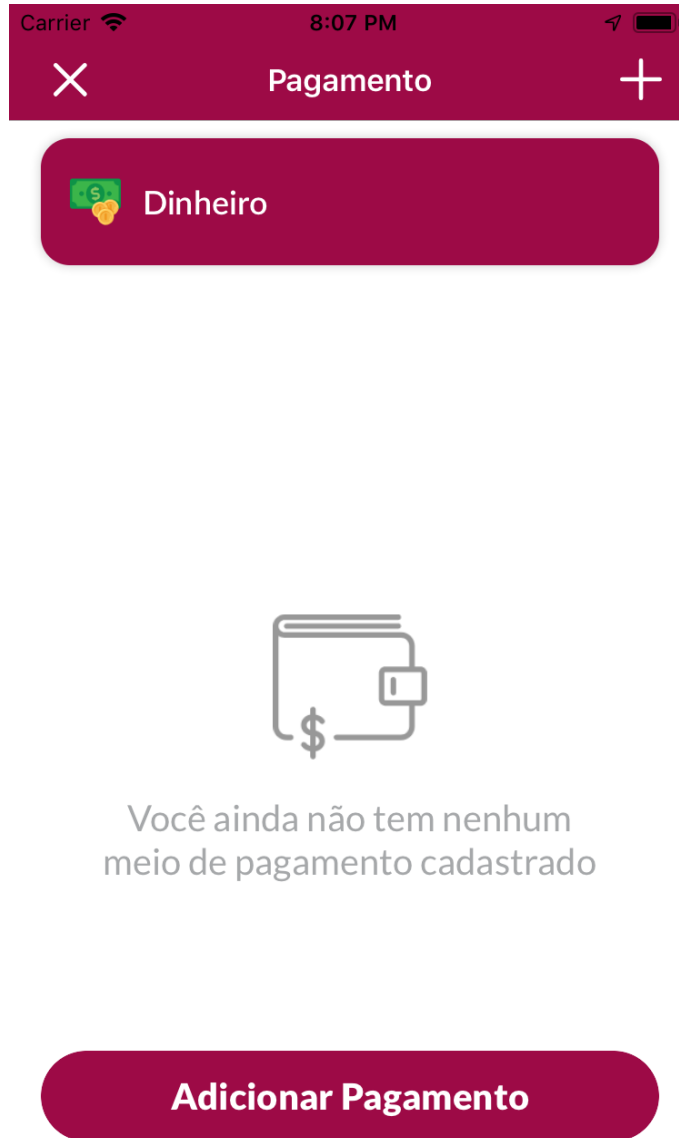 Carrier 8:07 PM
Pagamento
Dinheiro
Você ainda não tem nenhum
meio de pagamento cadastrado
Adicionar Pagamento